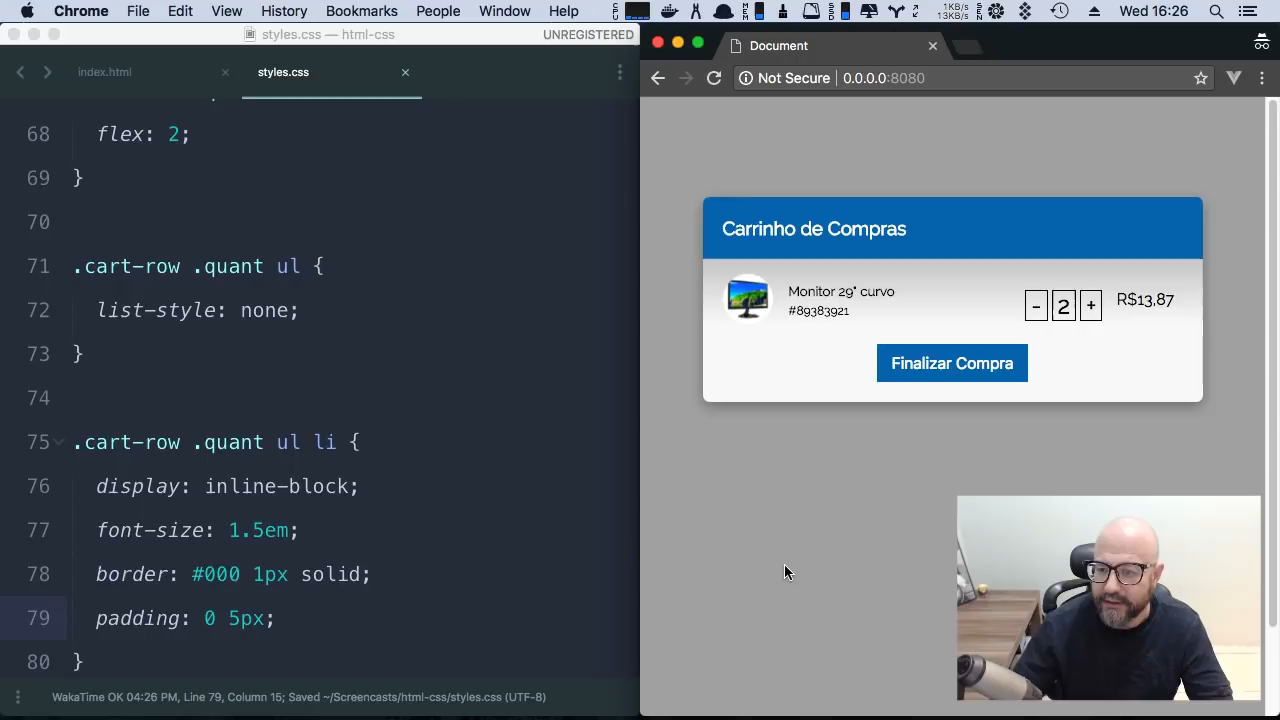 Chrome File Edit View History Bookmarks People Window Help
1KB/s
3KB/s
Wed 16:26
styles.css — html-css UNREGISTERED
index.html
styles.css
68 flex: 2;
69 }
70
71 .cart-row .quant ul {
72 list-style: none;
73 }
74
75 .cart-row .quant ul li {
76 display: inline-block;
77 font-size: 1.5em;
78 border: #000 1px solid;
79 padding: 0 5px;
80 }
WakaTime OK 04:26 PM, Line 79, Column 15; Saved ~/Screencasts/html-css/styles.css (UTF-8)
Document
Not Secure 0.0.0.0:8080
Carrinho de Compras
Monitor 29" curvo
#89383921
- 2 + R$13,87
Finalizar Compra